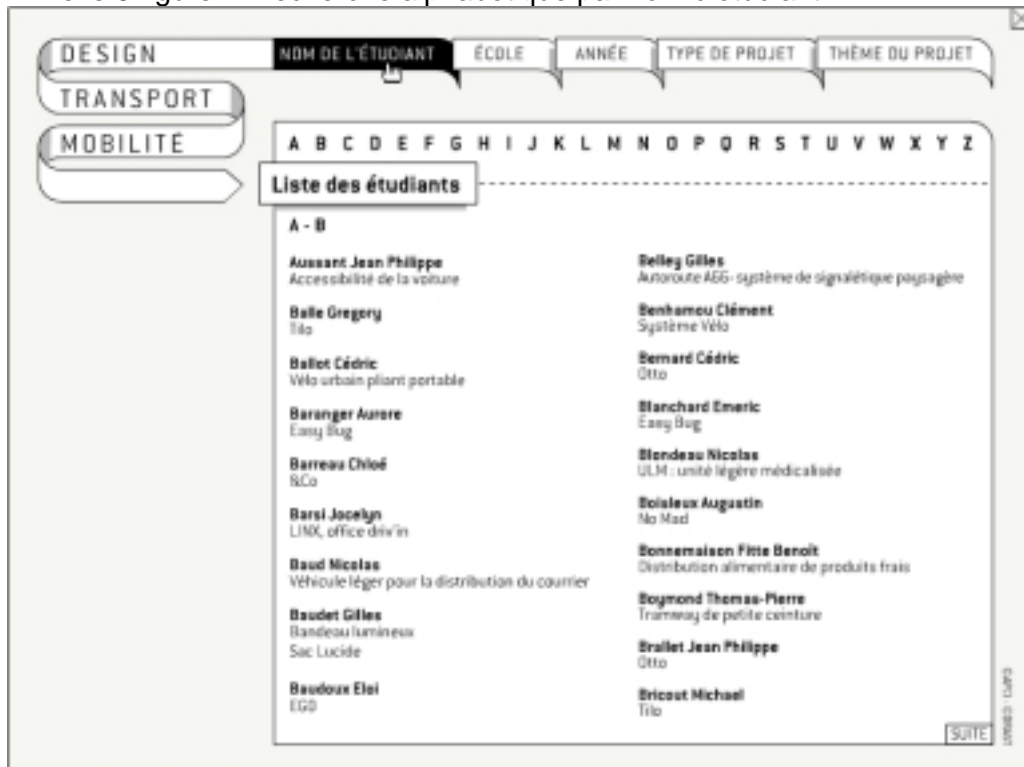 DESIGN
TRANSPORT
MOBILITÉ
NOM DE L'ÉTUDIANT
ÉCOLE
ANNÉE
TYPE DE PROJET
THÈME DU PROJET
A B C D E F G H I J K L M N O P Q R S T U V W X Y Z
Liste des étudiants
A - B
Aussant Jean Philippe
Accessibilité de la voiture
Balle Gregory
Tilo
Ballot Cédric
Vélo urbain pliant portable
Baranger Aurore
Easy Bug
Barreau Chloé
&Co
Barsi Jocelyn
LINX, office driv'in
Baud Nicolas
Véhicule léger pour la distribution du courrier
Baudet Gilles
Bandeau lumineux
Sac Lucide
Baudoux Eloi
EGO
Belley Gilles
Autoroute A66- système de signalétique paysagère
Benhamou Clément
Système Vélo
Bernard Cédric
Otto
Blanchard Emeric
Easy Bug
Blondeau Nicolas
ULM : unité légère médicalisée
Boisleux Augustin
No Mad
Bonnemaison Fitte Benoît
Distribution alimentaire de produits frais
Boymond Thomas-Pierre
Tramway de petite ceinture
Brallet Jean Philippe
Otto
Bricout Michael
Tilo
SUITE